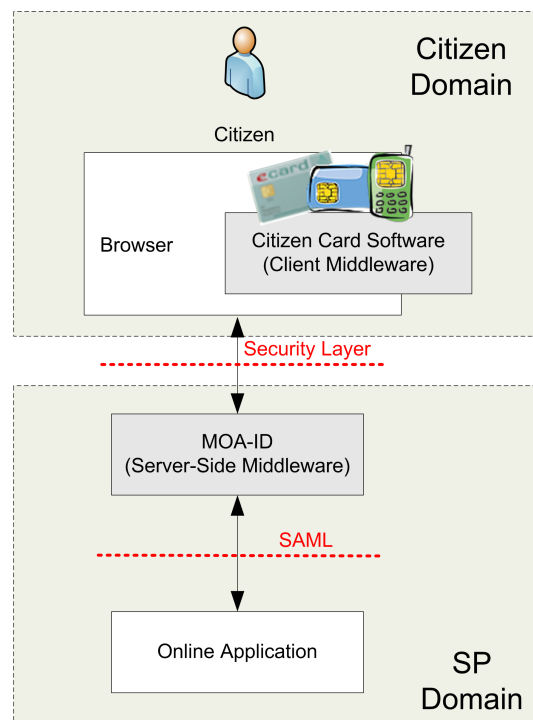 Citizen
Domain
Citizen
ecard
Browser
Citizen Card Software
(Client Middleware)
Security Layer
MOA-ID
(Server-Side Middleware)
SAML
Online Application
SP
Domain